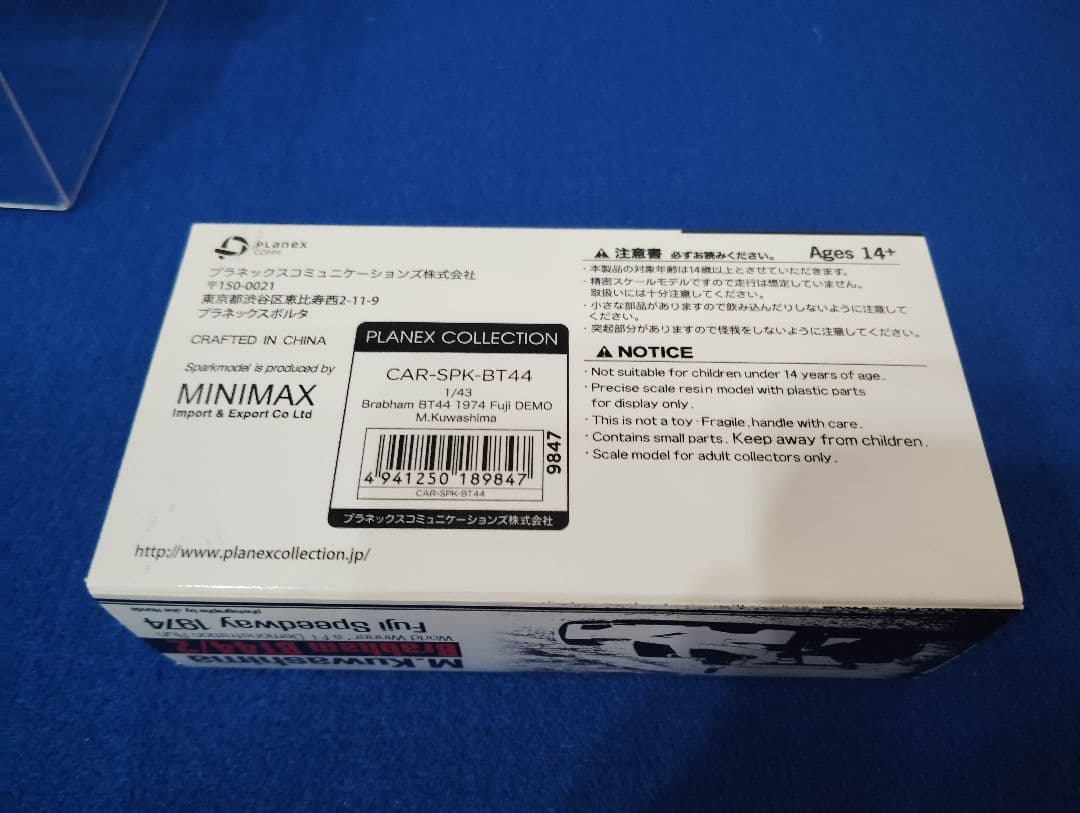 PLANEX
COMM
プラネックスコミュニケーションズ株式会社
〒150-0021
東京都渋谷区恵比寿西2-11-9
プラネックスボルタ
CRAFTED IN CHINA
Sparkmodel is produced by
MINIMAX
Import & Export Co Ltd
PLANEX COLLECTION
CAR-SPK-BT44
1/43
Brabham BT44 1974 Fuji DEMO
M.Kuwashima
4 941250 189847
9847
CAR-SPK-BT44
プラネックスコミュニケーションズ株式会社
http://www.planexcollection.jp/
注意書 必ずお読みください。 Ages 14+
・本製品の対象年齢は14歳以上とさせていただきます。
・精密スケールモデルですので走行は想定していません。
取扱いには十分注意してください。
・小さな部品がありますので飲み込んだりしないように注意して
ください。
・突起部分がありますので怪我をしないように注意してください。
NOTICE
・Not suitable for children under 14 years of age.
・Precise scale resin model with plastic parts
for display only.
・This is not a toy・Fragile, handle with care.
・Contains small parts. Keep away from children.
・Scale model for adult collectors only.
M.Kuwashima
Brabham BT44/2
World Winner's F1 Demonstration Run
Fuji Speedway 1974
photographs by Joe Honda